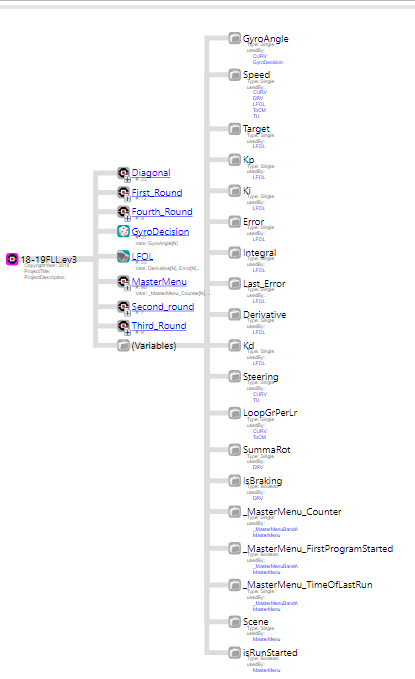 18-19FLL.ev3
CopyrightYear: 2018
ProjectTitle:
ProjectDescription:
Diagonal
First_Round
Fourth_Round
GyroDecision
Vars: GyroAngle[N]
LFOL
Vars: Derivative[N], Error[N],...
MasterMenu
Vars: _MasterMenu_Counter[N],...
Second_round
Third_Round
(Variables)
GyroAngle
Type: Single
usedBy:
CURV
GyroDecision
Speed
Type: Single
usedBy:
CURV
DRV
LFOL
ToCM
TU
Target
Type: Single
usedBy:
LFOL
Kp
Type: Single
usedBy:
LFOL
Ki
Type: Single
usedBy:
LFOL
Error
Type: Single
usedBy:
LFOL
Integral
Type: Single
usedBy:
LFOL
Last_Error
Type: Single
usedBy:
LFOL
Derivative
Type: Single
usedBy:
LFOL
Kd
Type: Single
usedBy:
LFOL
Steering
Type: Single
usedBy:
CURV
TU
LoopGrPerLr
Type: Single
usedBy:
CURV
ToCM
SummaRot
Type: Single
usedBy:
DRV
IsBraking
Type: Boolean
usedBy:
DRV
_MasterMenu_Counter
Type: Single
usedBy:
_MasterMenuBandA
MasterMenu
_MasterMenu_FirstProgramStarted
Type: Boolean
usedBy:
_MasterMenuBandA
MasterMenu
_MasterMenu_TimeOfLastRun
Type: Single
usedBy:
_MasterMenuBandA
MasterMenu
Scene
Type: Single
usedBy:
MasterMenu
isRunStarted
Type: Boolean
usedBy:
MasterMenu